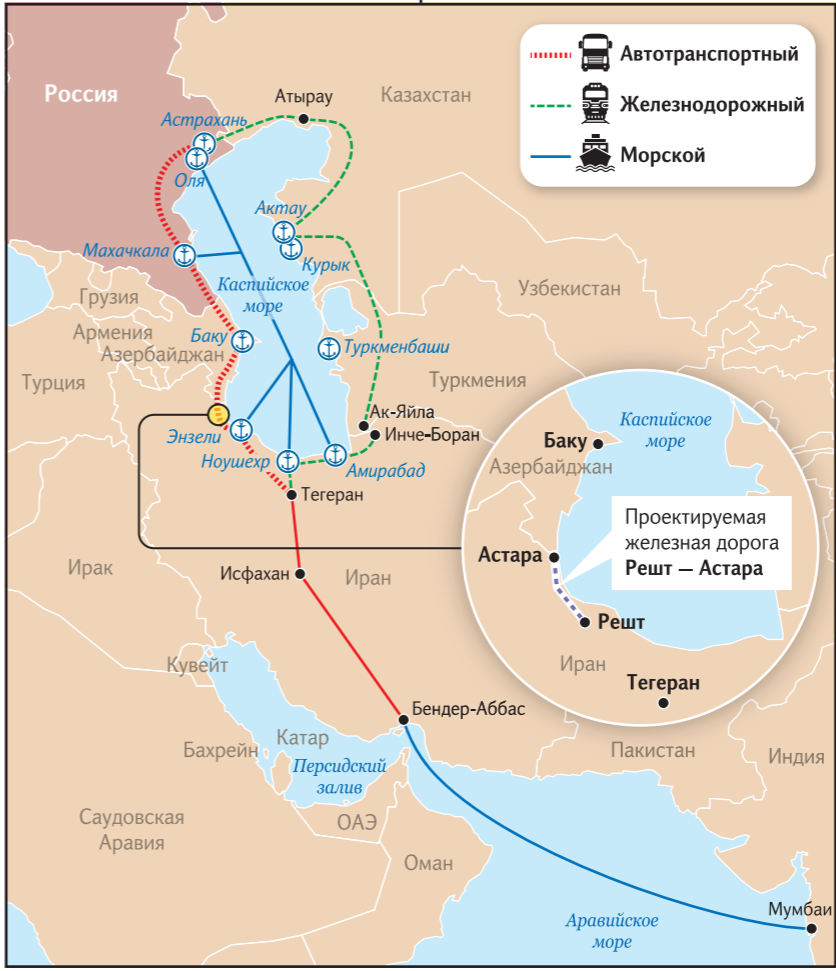 Автотранспортный
Железнодорожный
Морской
Россия
Атырау
Казахстан
Астрахань
Оля
Актау
Курык
Махачкала
Каспийское
море
Узбекистан
Грузия
Армения
Азербайджан
Баку
Туркменбаши
Турция
Туркмения
Ак-Яйла
Инче-Боран
Энзели
Ноушехр
Амирабад
Тегеран
Каспийское
море
Баку
Азербайджан
Проектируемая
железная дорога
Решт — Астара
Астара
Решт
Иран
Тегеран
Ирак
Исфахан
Иран
Кувейт
Бендер-Аббас
Катар
Бахрейн
Персидский
залив
Пакистан
Индия
Саудовская
Аравия
ОАЭ
Оман
Аравийское
море
Мумбаи